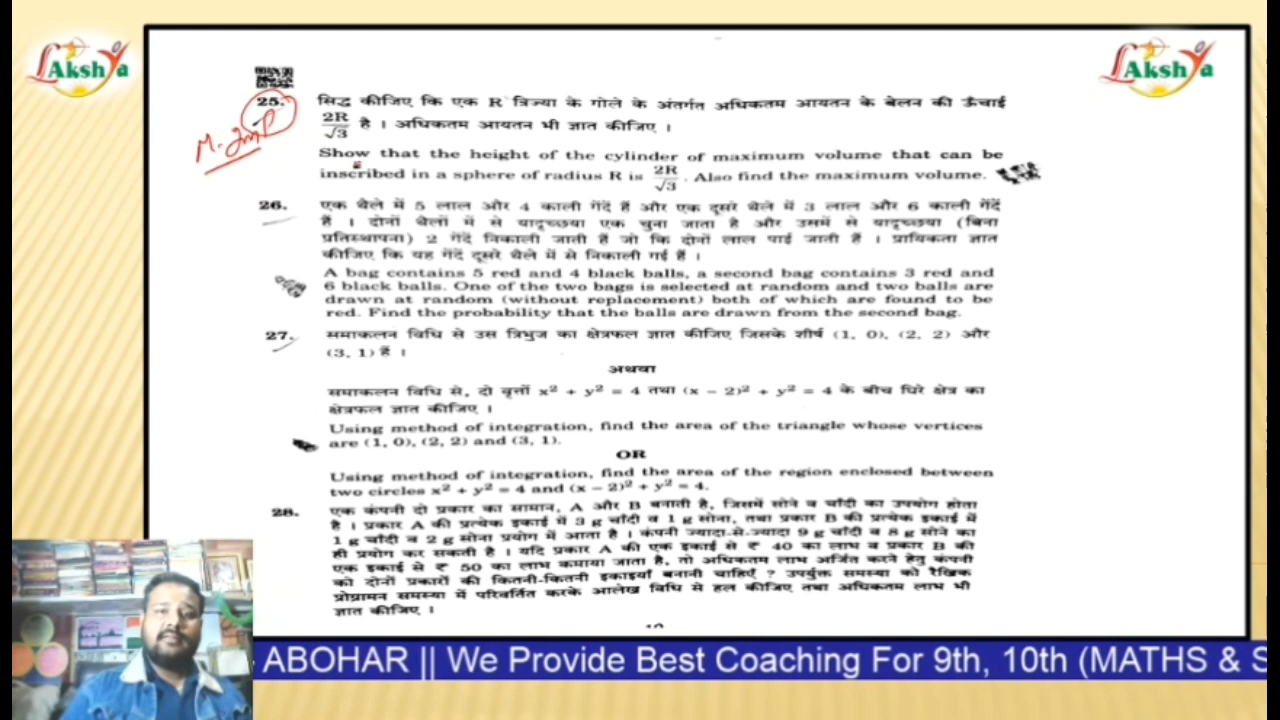 LAkshya
LAkshya
25. सिद्ध कीजिए कि एक R त्रिज्या के गोले के अंतर्गत अधिकतम आयतन के बेलन की ऊँचाई
2R/√3 है । अधिकतम आयतन भी ज्ञात कीजिए ।
M. Imp
Show that the height of the cylinder of maximum volume that can be
inscribed in a sphere of radius R is 2R/√3. Also find the maximum volume.
26. एक थैले में 5 लाल और 4 काली गेंदें हैं और एक दूसरे थैले में 3 लाल और 6 काली गेंदें
हैं । दोनों थैलों में से यादृच्छया एक चुना जाता है और उसमें से यादृच्छया (बिना
प्रतिस्थापना) 2 गेंदें निकाली जाती हैं जो कि दोनों लाल पाई जाती हैं । प्रायिकता ज्ञात
कीजिए कि यह गेंदें दूसरे थैले में से निकाली गई हैं ।
A bag contains 5 red and 4 black balls, a second bag contains 3 red and
6 black balls. One of the two bags is selected at random and two balls are
drawn at random (without replacement) both of which are found to be
red. Find the probability that the balls are drawn from the second bag.
27. समाकलन विधि से उस त्रिभुज का क्षेत्रफल ज्ञात कीजिए जिसके शीर्ष (1, 0), (2, 2) और
(3, 1) हैं ।
अथवा
समाकलन विधि से, दो वृत्तों x² + y² = 4 तथा (x – 2)² + y² = 4 के बीच घिरे क्षेत्र का
क्षेत्रफल ज्ञात कीजिए ।
Using method of integration, find the area of the triangle whose vertices
are (1, 0), (2, 2) and (3, 1).
OR
Using method of integration, find the area of the region enclosed between
two circles x² + y² = 4 and (x – 2)² + y² = 4.
28. एक कंपनी दो प्रकार का सामान, A और B बनाती है, जिसमें सोने व चाँदी का उपयोग होता
है । प्रकार A की प्रत्येक इकाई में 3 g चाँदी व 1 g सोना, तथा प्रकार B की प्रत्येक इकाई में
1 g चाँदी व 2 g सोना प्रयोग में आता है । कंपनी ज्यादा-से-ज्यादा 9 g चाँदी व 8 g सोने का
ही प्रयोग कर सकती है । यदि प्रकार A की एक इकाई से ₹ 40 का लाभ व प्रकार B की
एक इकाई से ₹ 50 का लाभ कमाया जाता है, तो अधिकतम लाभ अर्जित करने हेतु कंपनी
को दोनों प्रकारों की कितनी-कितनी इकाइयाँ बनानी चाहिएँ ? उपर्युक्त समस्या को रैखिक
प्रोग्रामन समस्या में परिवर्तित करके आलेख विधि से हल कीजिए तथा अधिकतम लाभ भी
ज्ञात कीजिए ।
ABOHAR || We Provide Best Coaching For 9th, 10th (MATHS & S